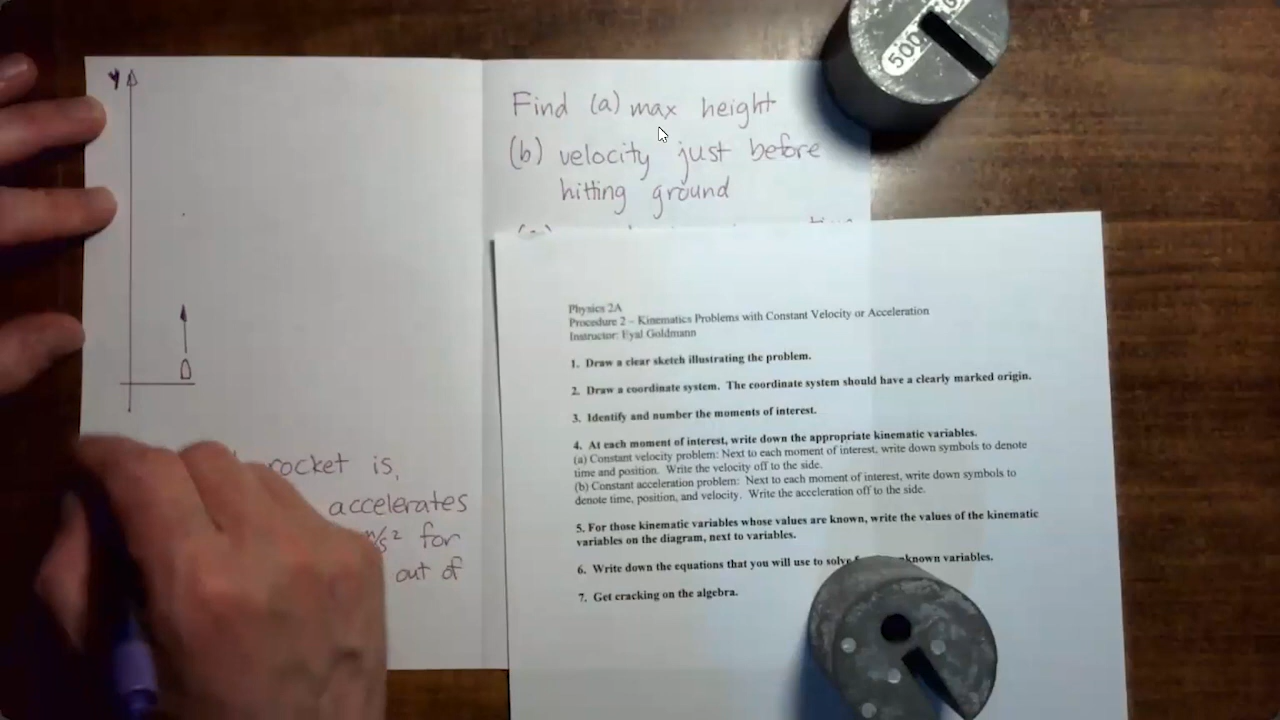 Y
rocket is,
accelerates
m/s² for
out of
Find (a) max height
(b) velocity just before
hitting ground
500
Physics 2A
Procedure 2 – Kinematics Problems with Constant Velocity or Acceleration
Instructor: Eyal Goldmann
1. Draw a clear sketch illustrating the problem.
2. Draw a coordinate system. The coordinate system should have a clearly marked origin.
3. Identify and number the moments of interest.
4. At each moment of interest, write down the appropriate kinematic variables.
(a) Constant velocity problem: Next to each moment of interest, write down symbols to denote
time and position. Write the velocity off to the side.
(b) Constant acceleration problem: Next to each moment of interest, write down symbols to
denote time, position, and velocity. Write the acceleration off to the side.
5. For those kinematic variables whose values are known, write the values of the kinematic
variables on the diagram, next to variables.
6. Write down the equations that you will use to solve variables.
7. Get cracking on the algebra.